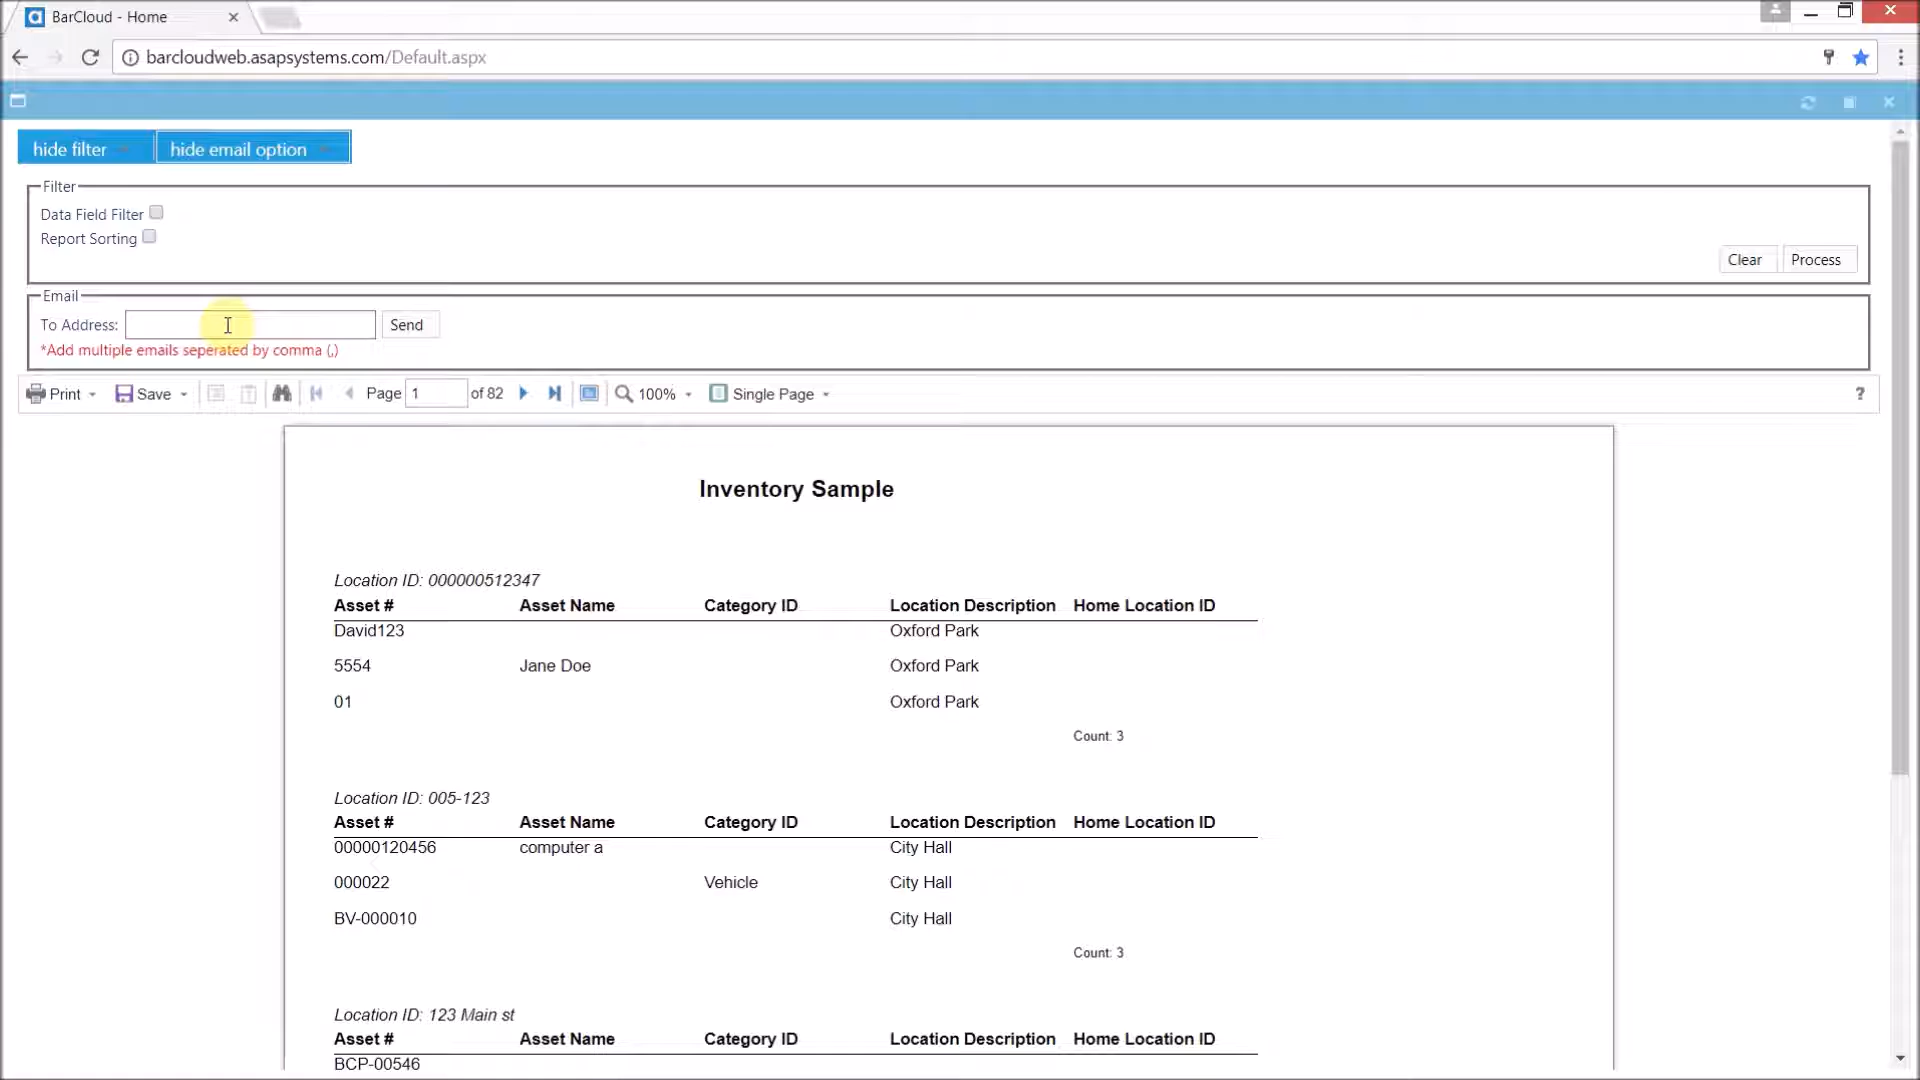 BarCloud - Home
barcloudweb.asapsystems.com/Default.aspx
hide filter
hide email option
Filter
Data Field Filter
Report Sorting
Clear
Process
Email
To Address:
Send
*Add multiple emails seperated by comma (,)
Print
Save
Page 1 of 82
100%
Single Page
?
Inventory Sample
Location ID: 000000512347
Asset # Asset Name Category ID Location Description Home Location ID
David123 Oxford Park
5554 Jane Doe Oxford Park
01 Oxford Park
Count: 3
Location ID: 005-123
Asset # Asset Name Category ID Location Description Home Location ID
00000120456 computer a City Hall
000022 Vehicle City Hall
BV-000010 City Hall
Count: 3
Location ID: 123 Main st
Asset # Asset Name Category ID Location Description Home Location ID
BCP-00546